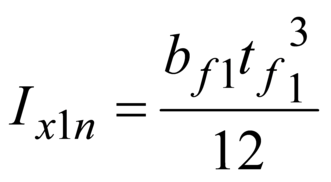 I_{x1n} = \frac{b_{f1} t_{f1}^{3}}{12}